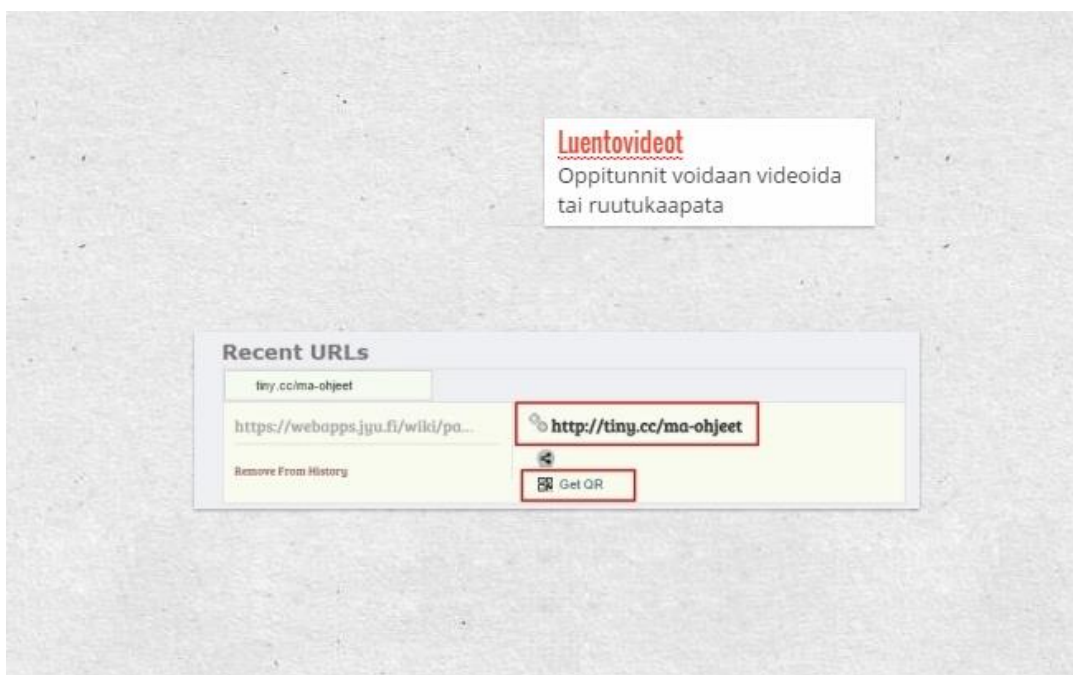 Luentovideot
Oppitunnit voidaan videoida
tai ruutukaapata
Recent URLs
tiny.cc/ma-ohjeet
https://webapps.jyu.fi/wiki/pa...
http://tiny.cc/ma-ohjeet
Remove From History
Get QR